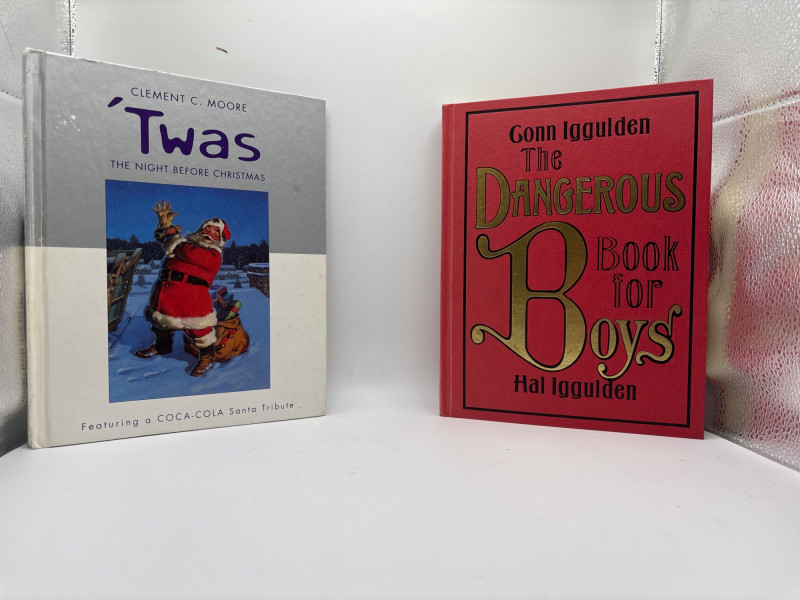 CLEMENT C. MOORE
'Twas
THE NIGHT BEFORE CHRISTMAS
Featuring a COCA-COLA Santa Tribute
Conn Iggulden
The
DANGEROUS
Book
for
Boys
Hal Iggulden